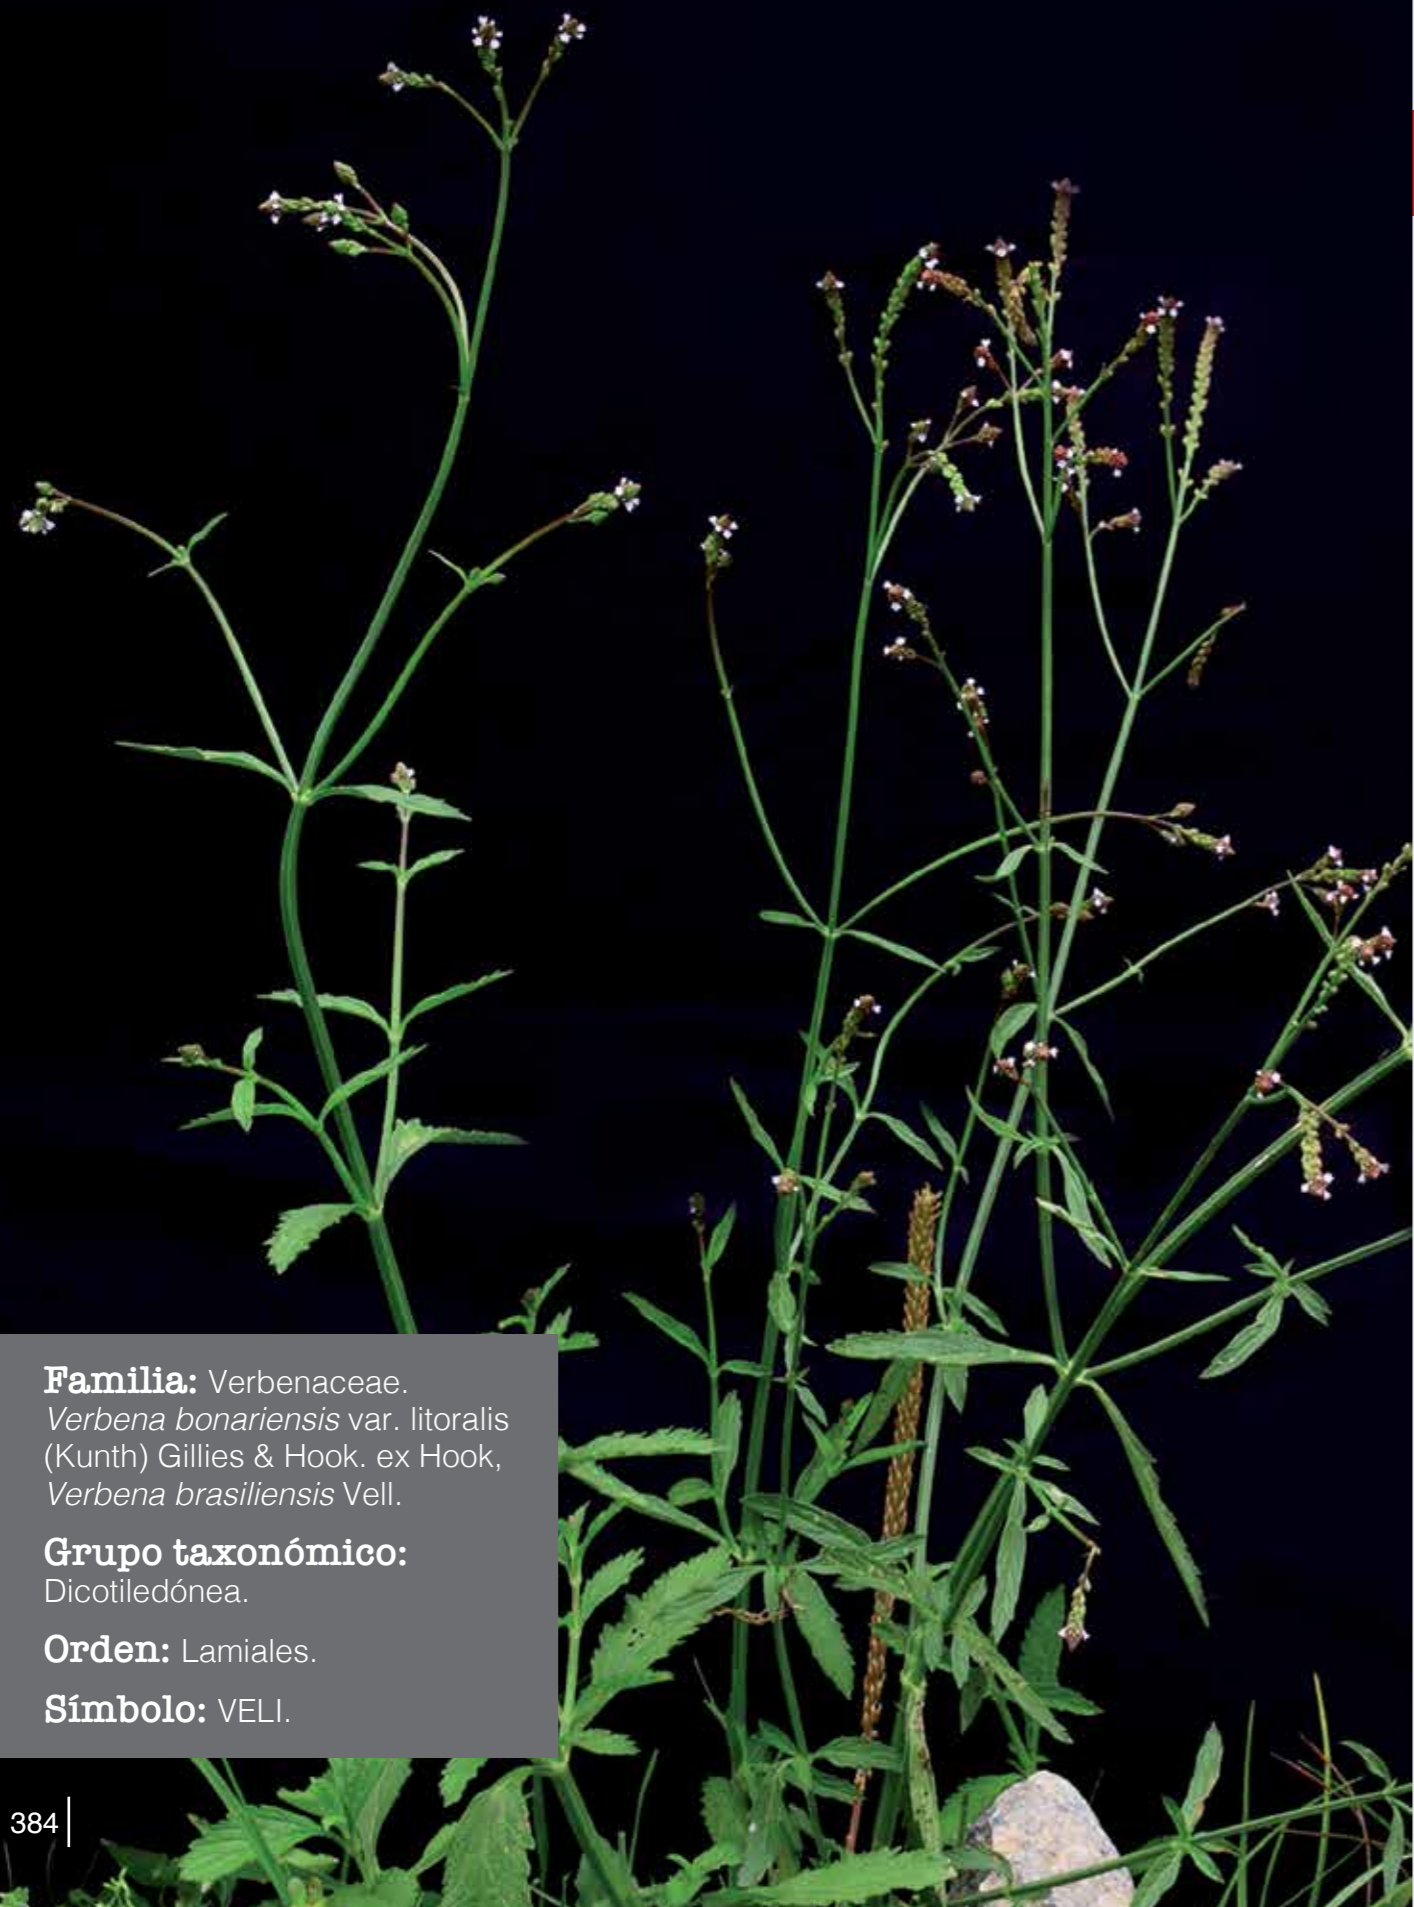 Familia: Verbenaceae.
Verbena bonariensis var. litoralis
(Kunth) Gillies & Hook. ex Hook,
Verbena brasiliensis Vell.
Grupo taxonómico:
Dicotiledónea.
Orden: Lamiales.
Símbolo: VELI.
384